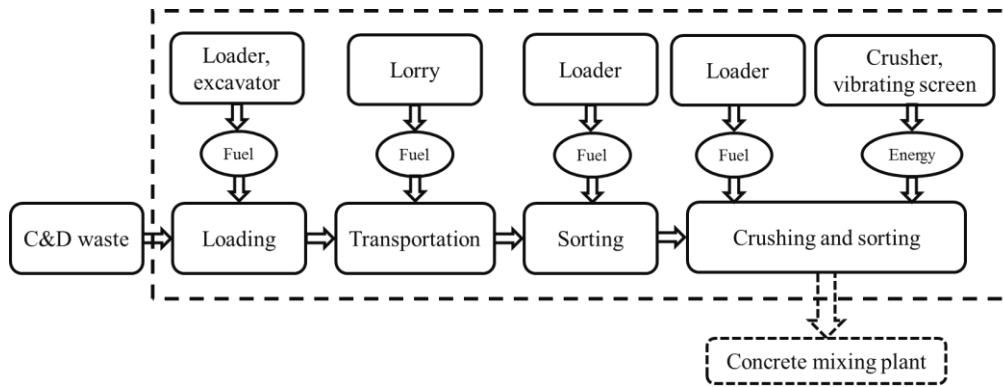 Loader,
excavator
Lorry
Loader
Loader
Crusher,
vibrating screen
Fuel
Fuel
Fuel
Fuel
Energy
C&D waste
Loading
Transportation
Sorting
Crushing and sorting
Concrete mixing plant